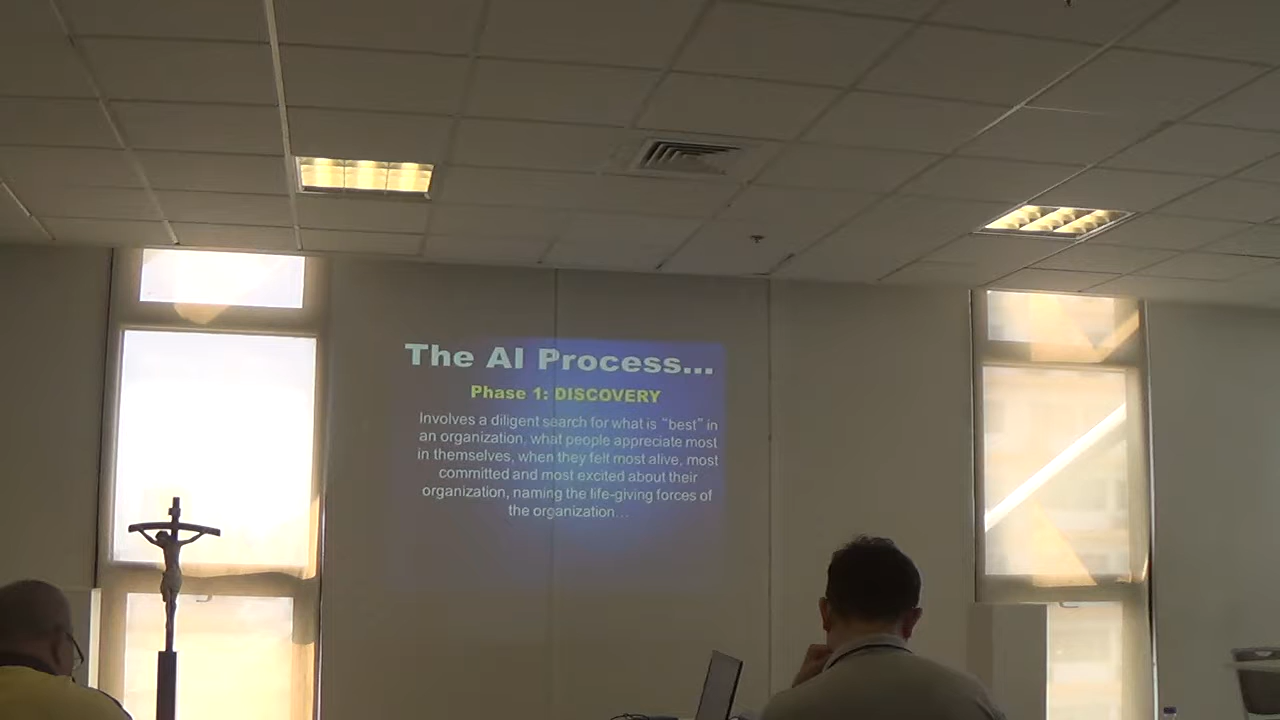 The AI Process...
Phase 1: DISCOVERY
Involves a diligent search for what is "best" in
an organization, what people appreciate most
in themselves, when they felt most alive, most
committed and most excited about their
organization, naming the life-giving forces of
the organization...